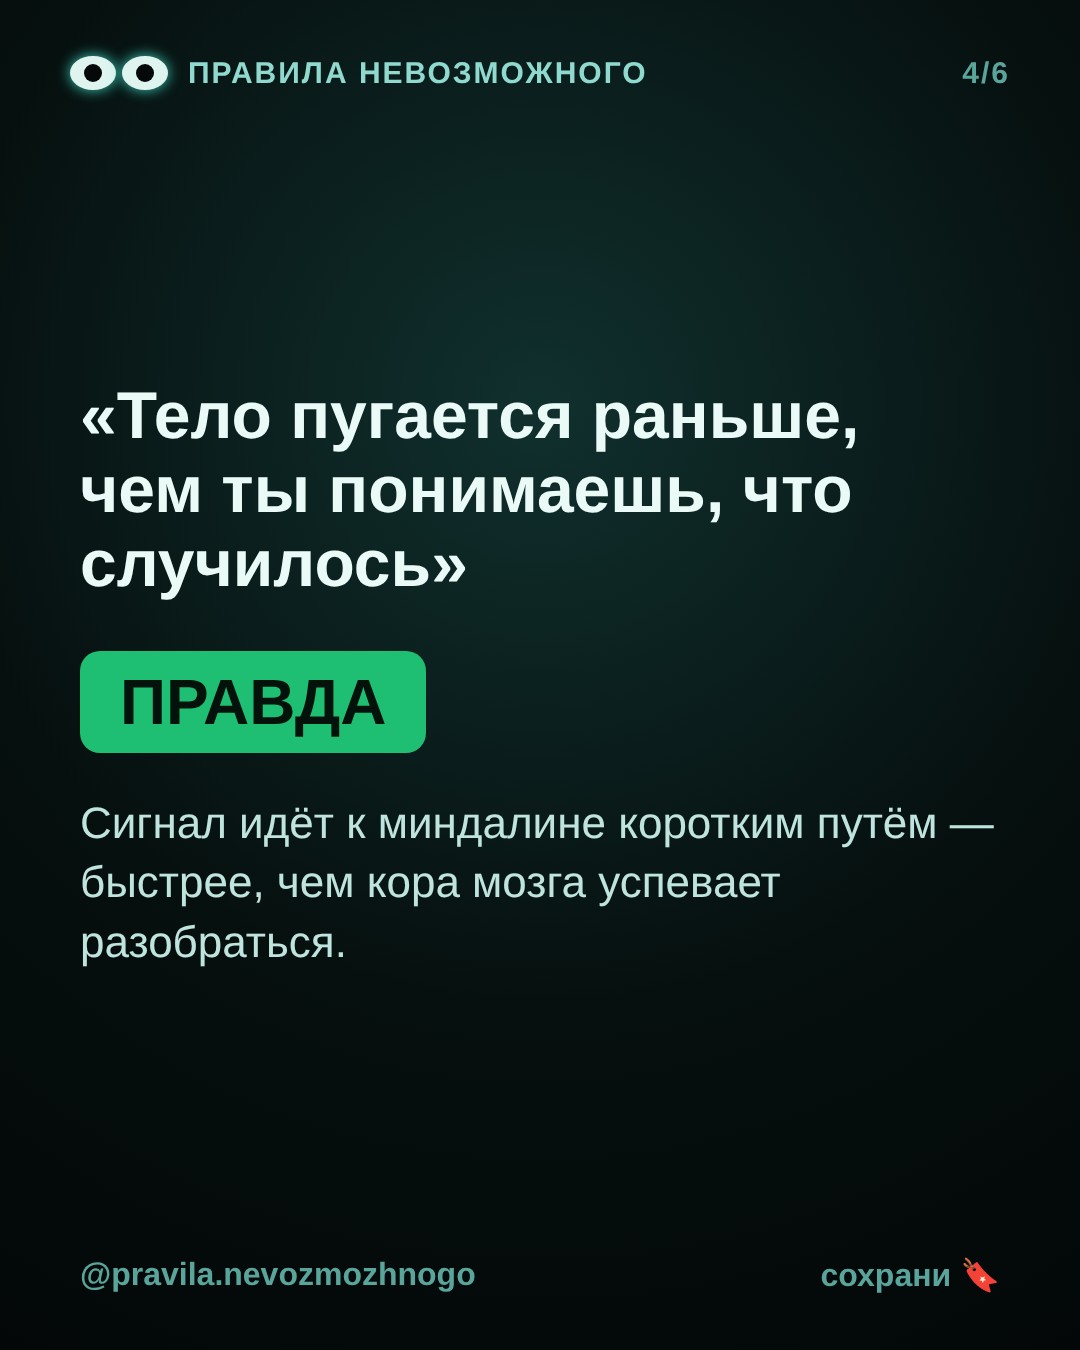 ПРАВИЛА НЕВОЗМОЖНОГО
4/6
«Тело пугается раньше,
чем ты понимаешь, что
случилось»
ПРАВДА
Сигнал идёт к миндалине коротким путём —
быстрее, чем кора мозга успевает
разобраться.
@pravila.nevozmozhnogo
сохрани 🔖